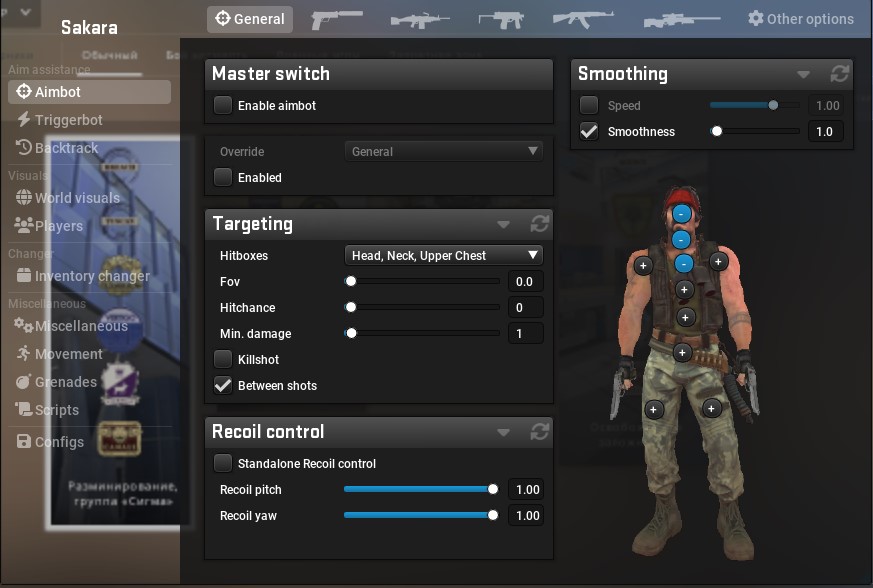 Sakara
General
Other options
Aim assistance
Aimbot
Triggerbot
Backtrack
Visuals
World visuals
Players
Changer
Inventory changer
Miscellaneous
Miscellaneous
Movement
Grenades
Scripts
Configs
Обычный
Разминирование,
группа «Сигма»
Master switch
Enable aimbot
Override General
Enabled
Targeting
Hitboxes Head, Neck, Upper Chest
Fov 0.0
Hitchance 0
Min. damage 1
Killshot
Between shots
Recoil control
Standalone Recoil control
Recoil pitch 1.00
Recoil yaw 1.00
Smoothing
Speed 1.00
Smoothness 1.0